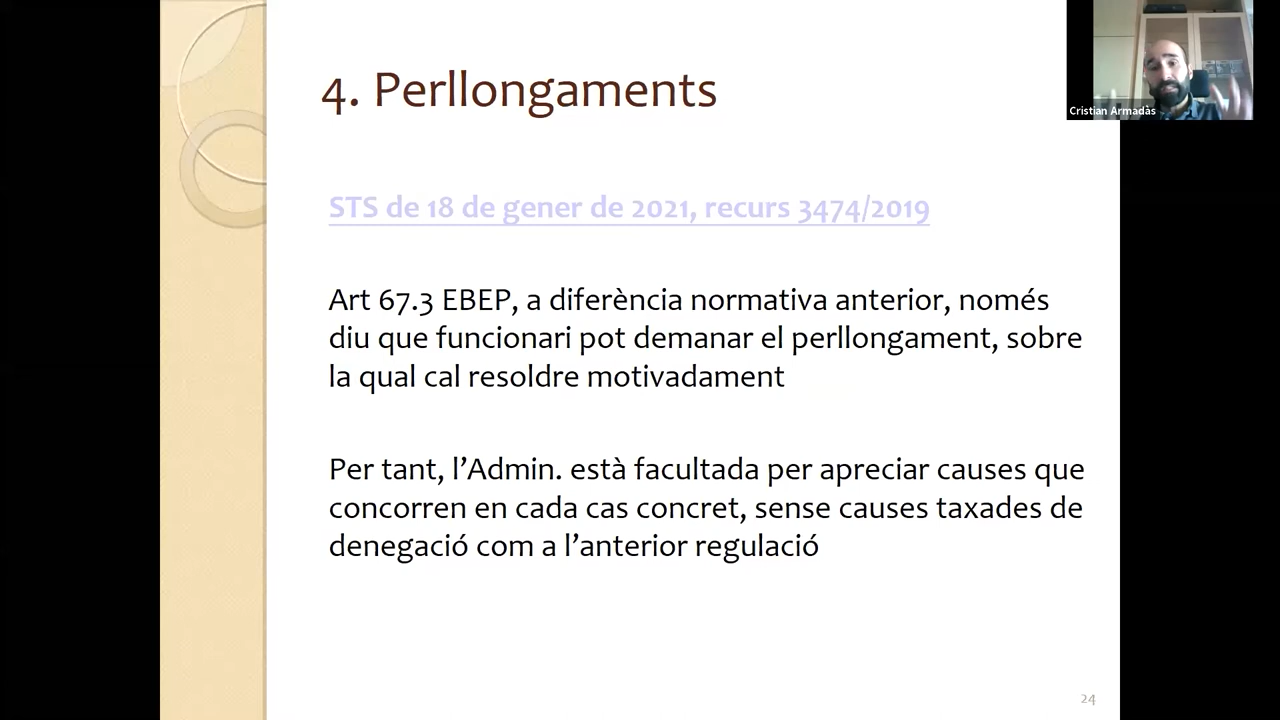 4. Perllongaments
Cristian Armadàs
STS de 18 de gener de 2021, recurs 3474/2019
Art 67.3 EBEP, a diferència normativa anterior, només
diu que funcionari pot demanar el perllongament, sobre
la qual cal resoldre motivadament
Per tant, l’Admin. està facultada per apreciar causes que
concorren en cada cas concret, sense causes taxades de
denegació com a l’anterior regulació
24